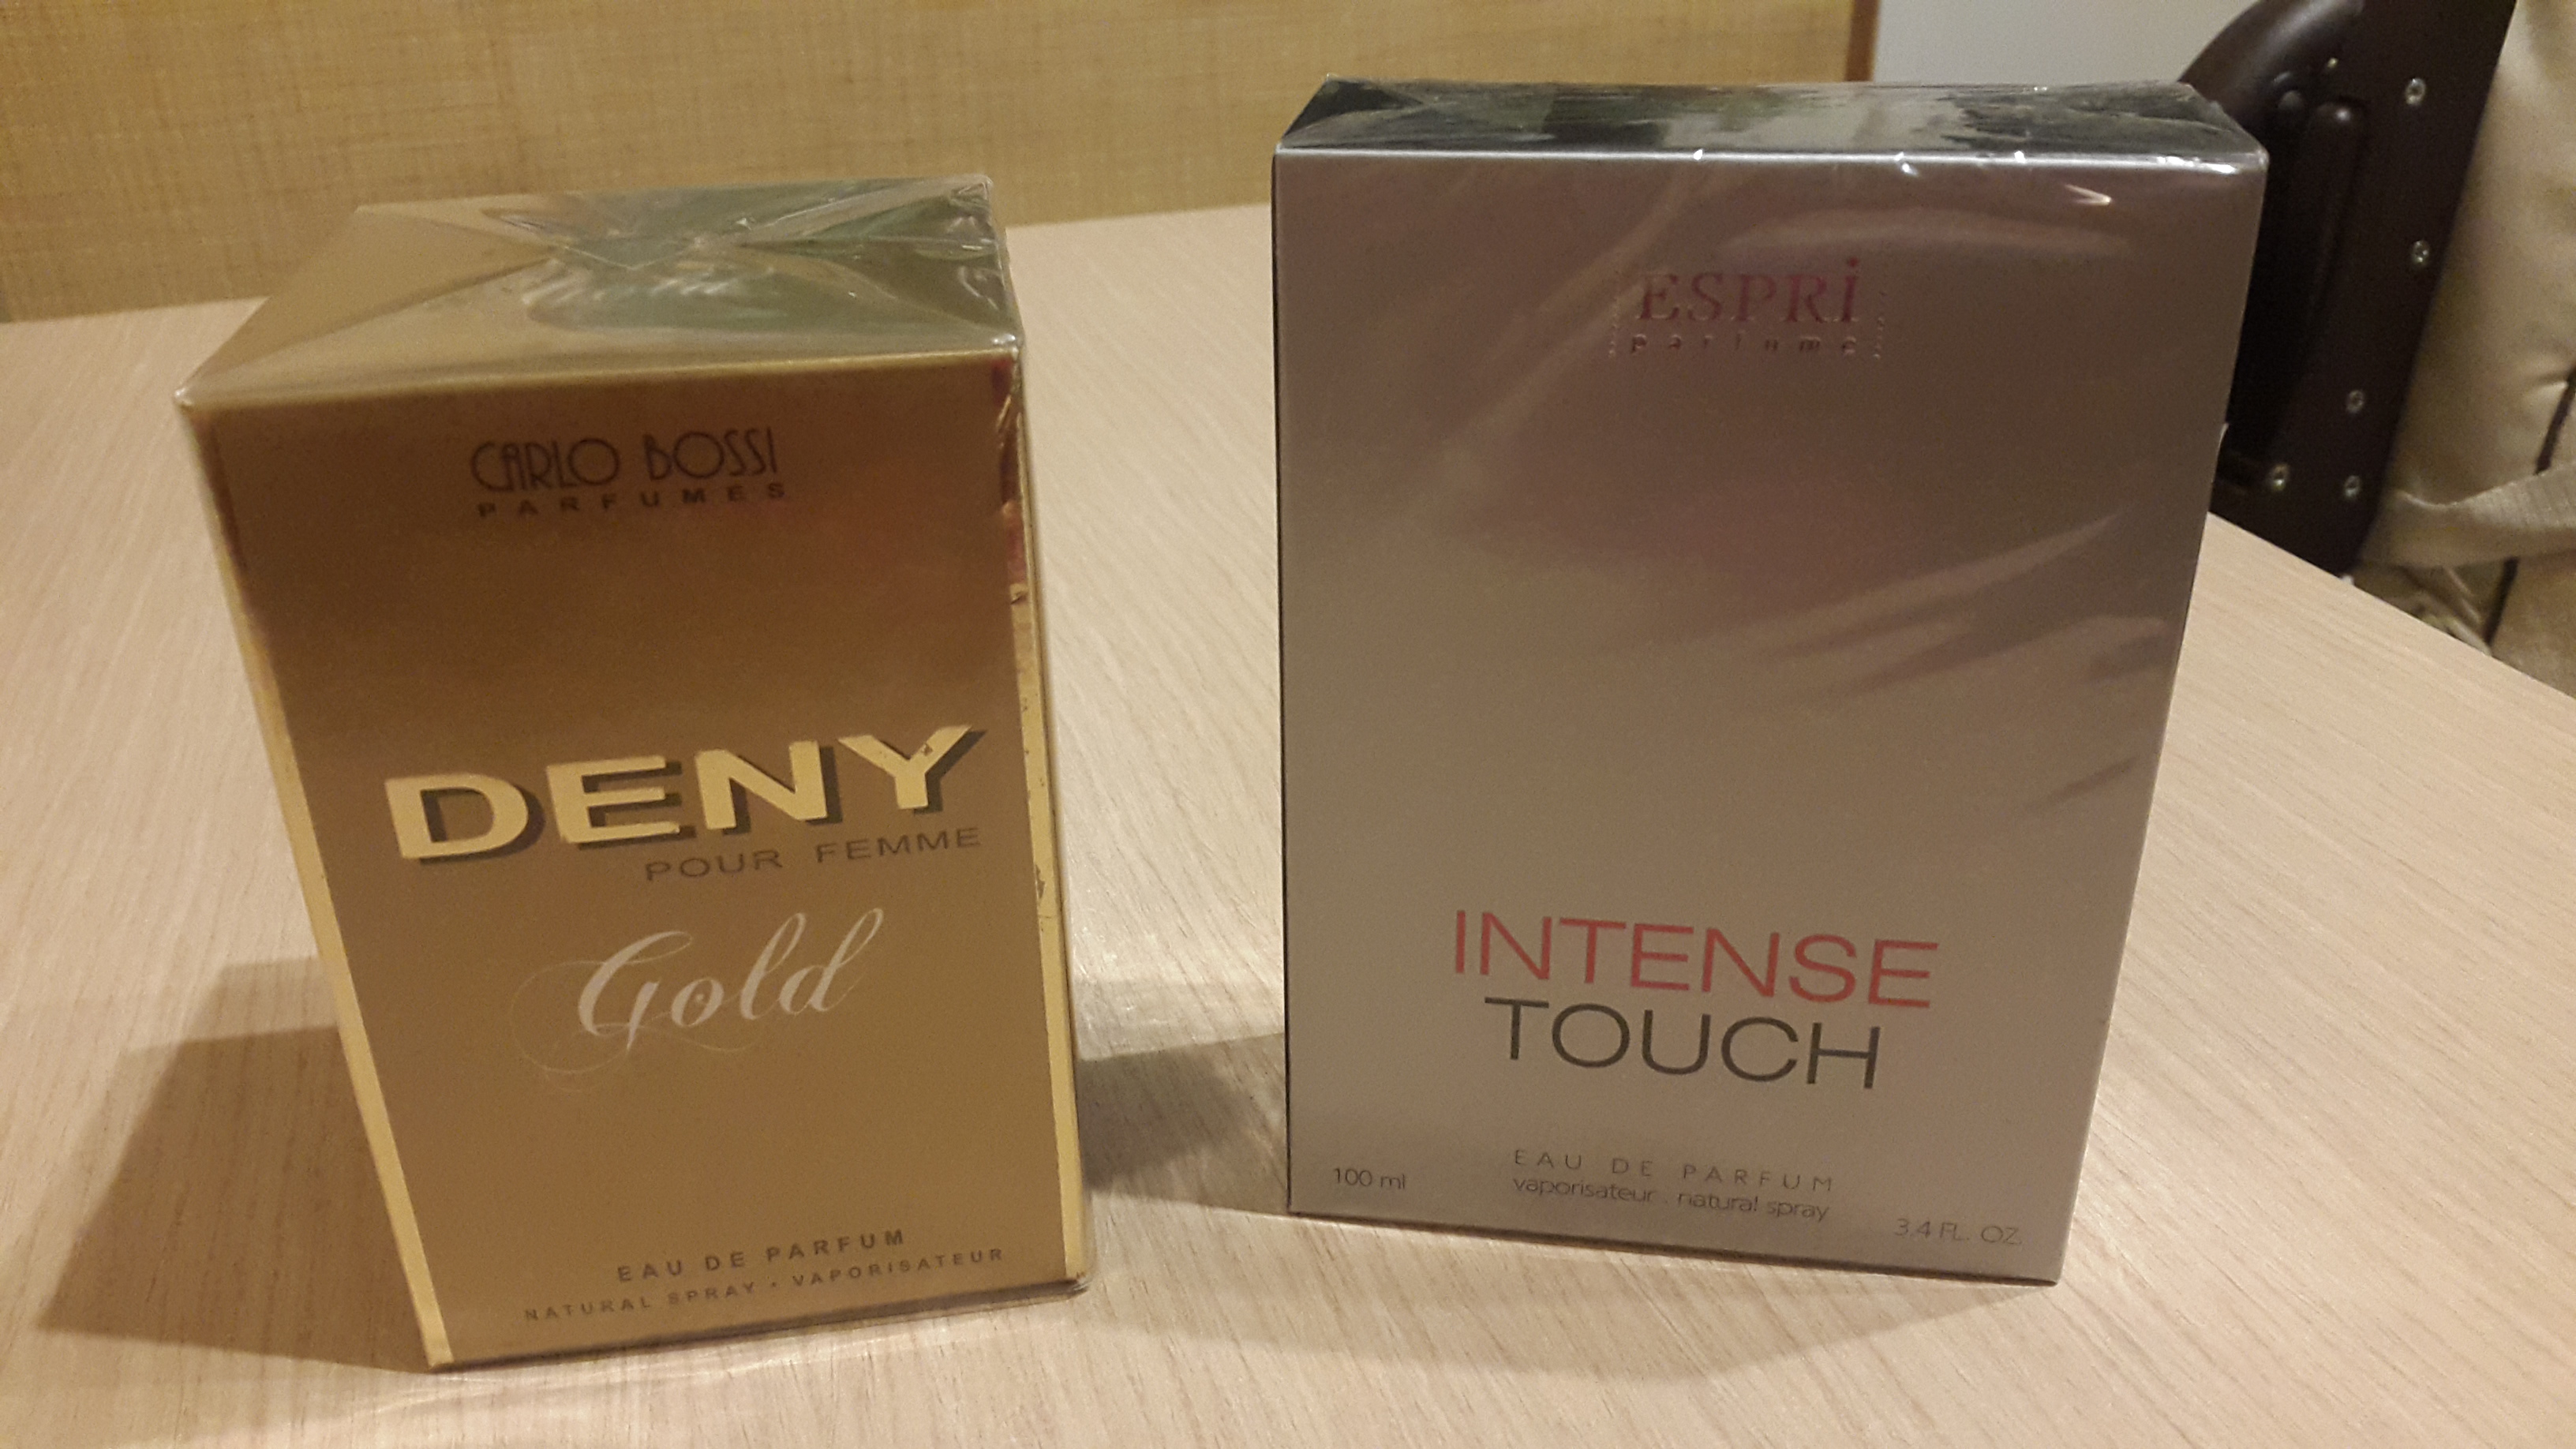 CARLO BOSSI
PARFUMES
DENY
POUR FEMME
Gold
EAU DE PARFUM
NATURAL SPRAY • VAPORISATEUR
ESPRi
parfume
INTENSE
TOUCH
EAU DE PARFUM
vaporisateur . natural spray
100 ml
3.4 FL. OZ.